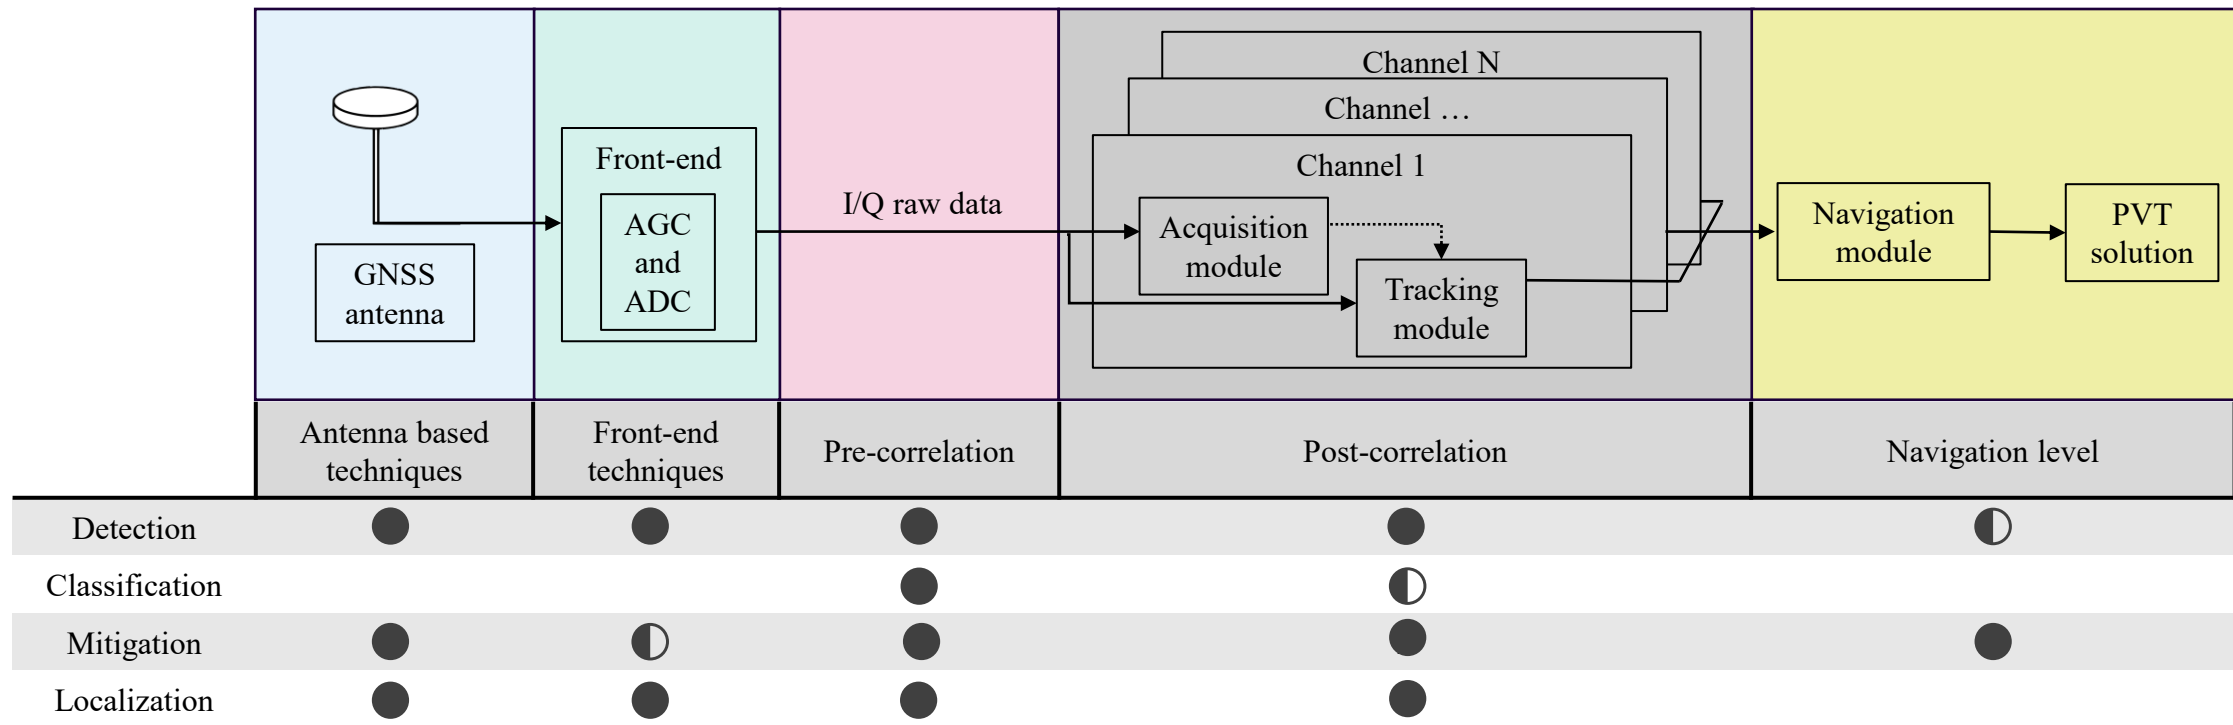 Channel N
Channel …
Channel 1
Front-end
AGC
and
ADC
GNSS
antenna
I/Q raw data
Acquisition
module
Tracking
module
Navigation
module
PVT
solution
Antenna based
techniques
Front-end
techniques
Pre-correlation
Post-correlation
Navigation level
Detection
Classification
Mitigation
Localization